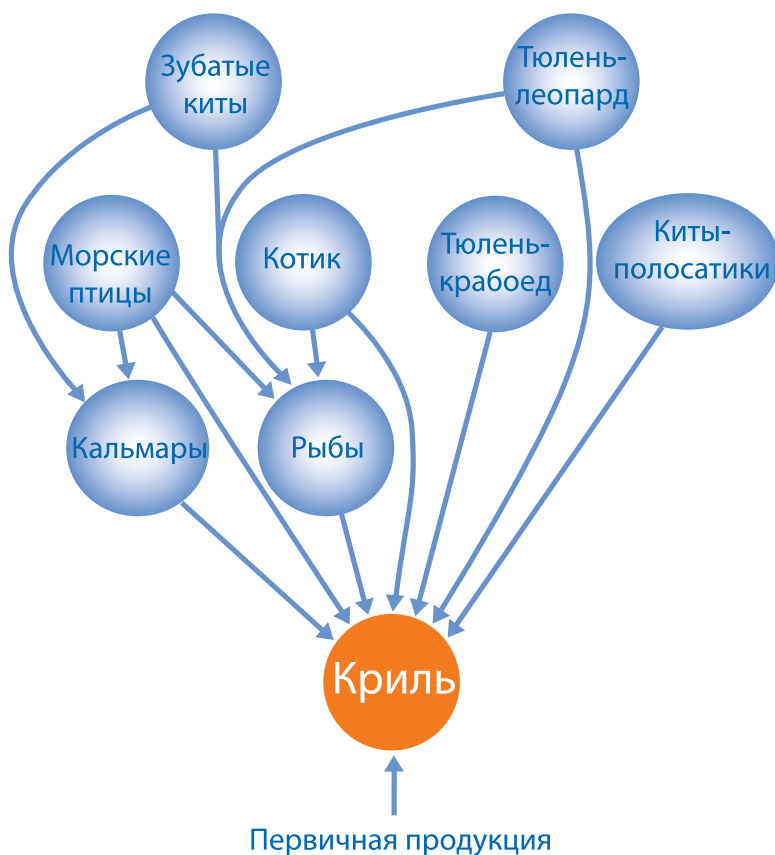 Зубатые
киты
Тюлень-
леопард
Морские
птицы
Котик
Тюлень-
крабоед
Киты-
полосатики
Кальмары
Рыбы
Криль
Первичная продукция